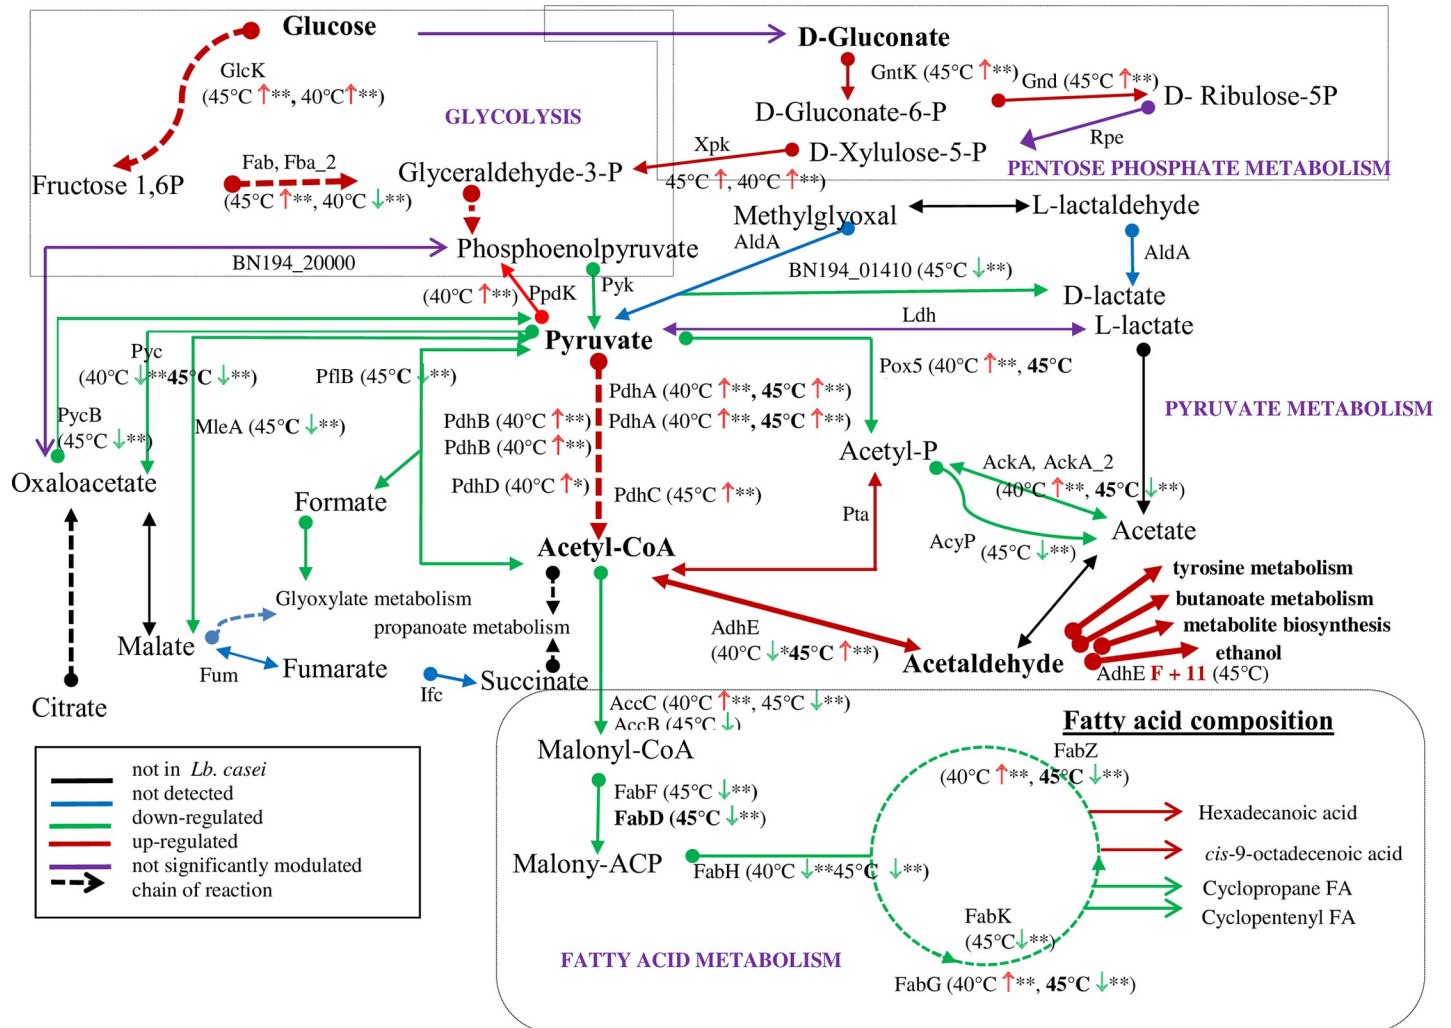 Glucose
D-Gluconate
GlcK
(45°C ↑**, 40°C↑**)
GntK (45°C ↑**)
Gnd (45°C ↑**)
D-Gluconate-6-P
D- Ribulose-5P
GLYCOLYSIS
Xpk
D-Xylulose-5-P
Rpe
45°C ↑, 40°C ↑**)
PENTOSE PHOSPHATE METABOLISM
Fructose 1,6P
Fab, Fba_2
(45°C ↑**, 40°C ↓**)
Glyceraldehyde-3-P
Methylglyoxal
L-lactaldehyde
AldA
AldA
Phosphoenolpyruvate
BN194_20000
BN194_01410 (45°C ↓**)
(40°C ↑**)
PpdK
Pyk
D-lactate
L-lactate
Ldh
Pyruvate
Pyc
(40°C ↓**45°C ↓**)
PflB (45°C ↓**)
Pox5 (40°C ↑**, 45°C
PdhA (40°C ↑**, 45°C ↑**)
PycB
(45°C ↓**)
MleA (45°C ↓**)
PdhB (40°C ↑**)
PdhA (40°C ↑**, 45°C ↑**)
PdhB (40°C ↑**)
PYRUVATE METABOLISM
Acetyl-P
AckA, AckA_2
(40°C ↑**, 45°C ↓**)
Oxaloacetate
PdhD (40°C ↑*)
PdhC (45°C ↑**)
Formate
Pta
Acetate
AcyP
(45°C ↓**)
Acetyl-CoA
tyrosine metabolism
butanoate metabolism
metabolite biosynthesis
ethanol
Glyoxylate metabolism
propanoate metabolism
AdhE
(40°C ↓*45°C ↑**)
Acetaldehyde
AdhE F + 11 (45°C)
Malate
Fum
Fumarate
Ifc
Succinate
Citrate
AccC (40°C ↑**, 45°C ↓**)
AccB (45°C ↓)
Fatty acid composition
Malonyl-CoA
FabZ
(40°C ↑**, 45°C ↓**)
not in Lb. casei
not detected
down-regulated
up-regulated
not significantly modulated
chain of reaction
FabF (45°C ↓**)
FabD (45°C ↓**)
Hexadecanoic acid
cis-9-octadecenoic acid
Malony-ACP
FabH (40°C ↓**45°C ↓**)
Cyclopropane FA
Cyclopentenyl FA
FabK
(45°C↓**)
FATTY ACID METABOLISM
FabG (40°C ↑**, 45°C ↓**)